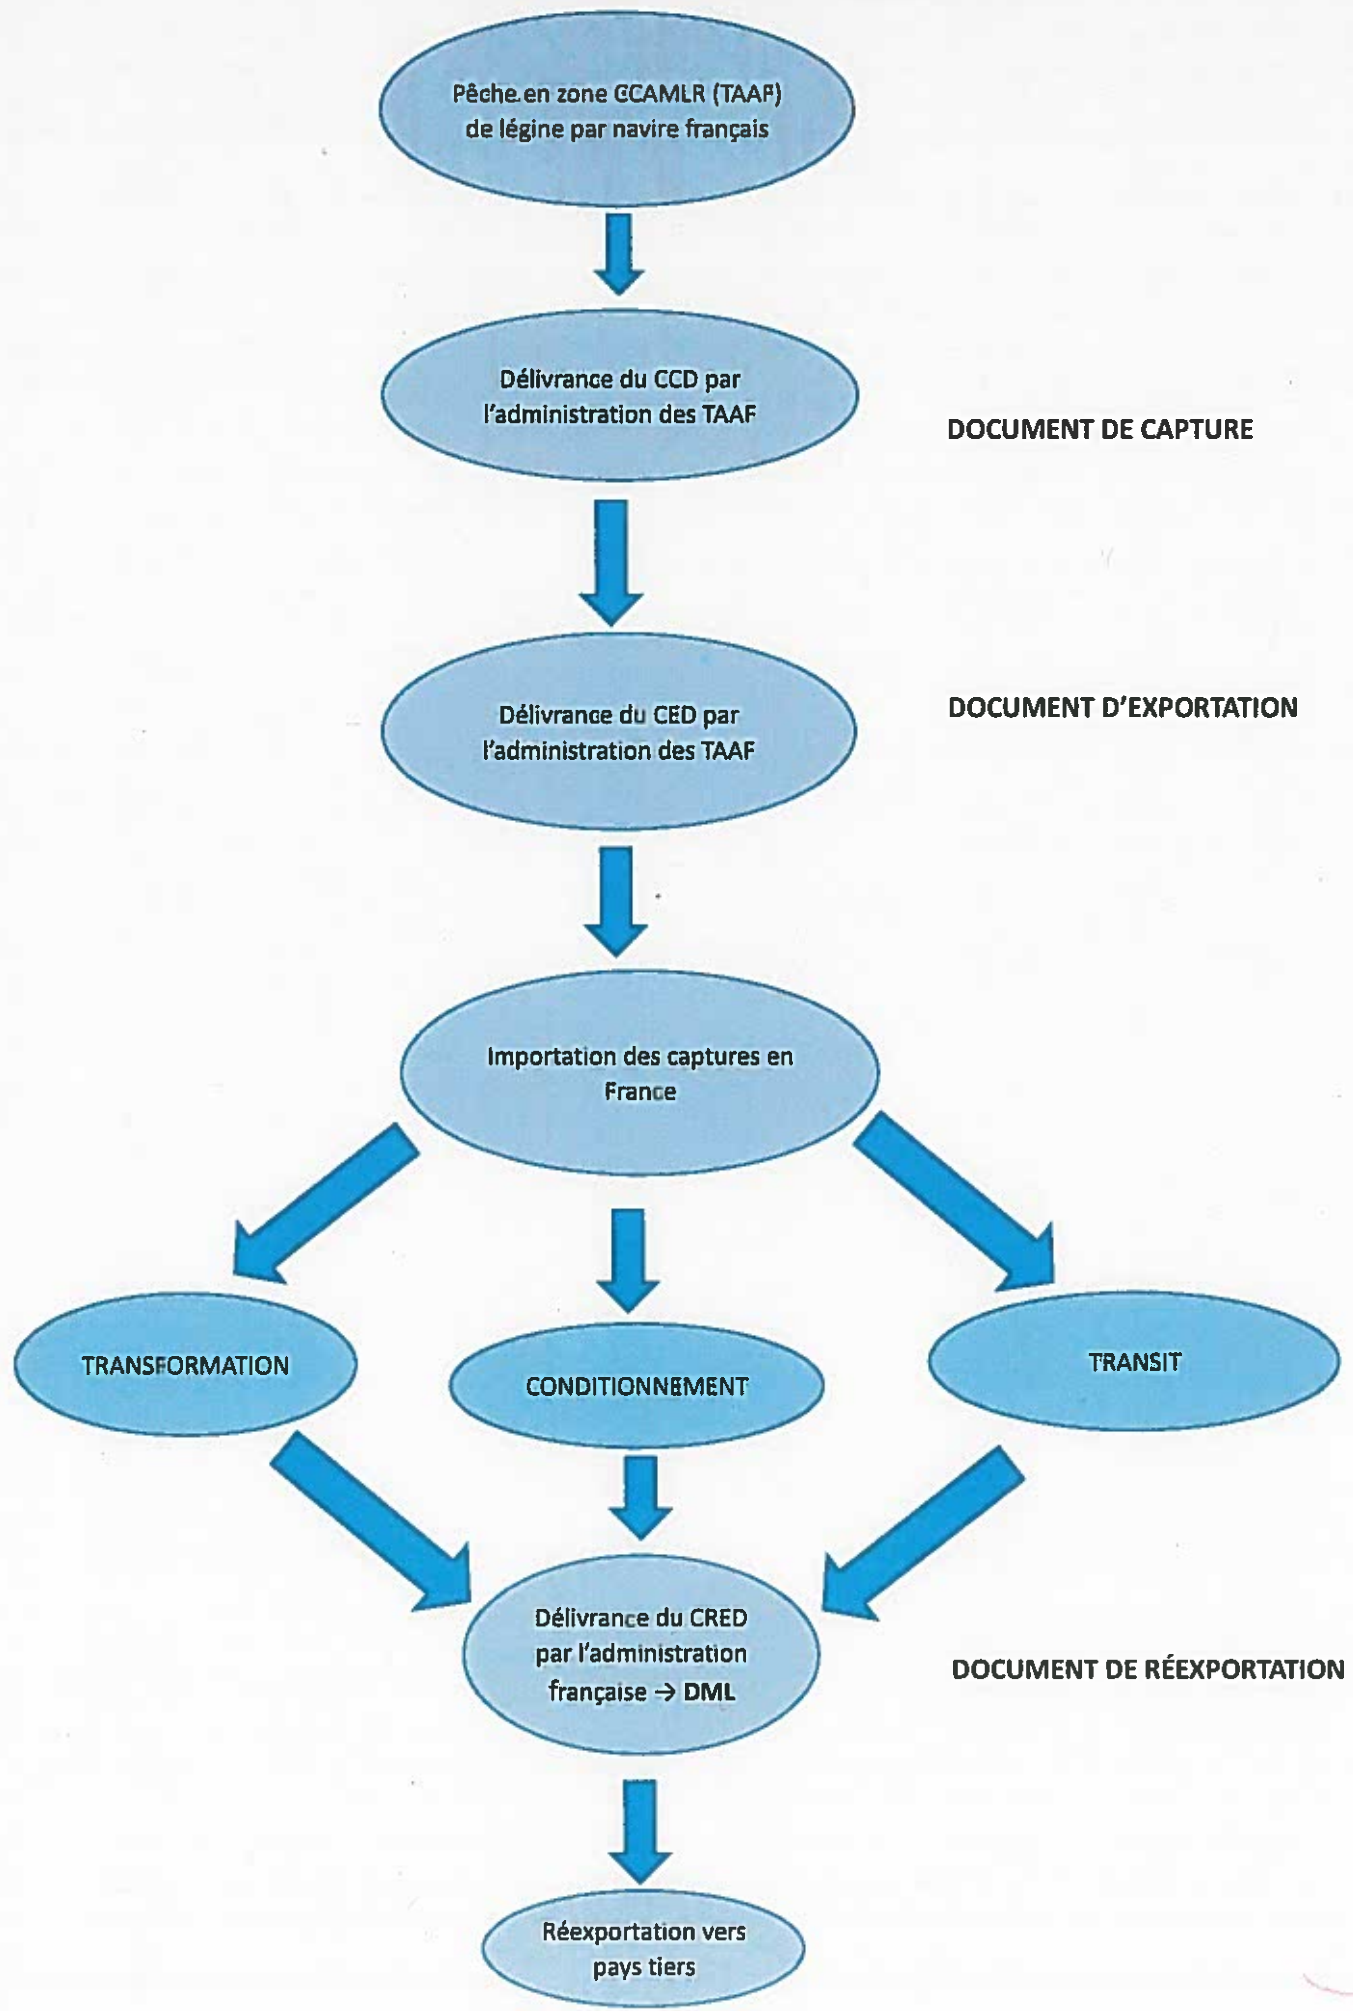 Pêche en zone CCAMLR (TAAF)
de légine par navire français
Délivrance du CCD par
l'administration des TAAF
DOCUMENT DE CAPTURE
Délivrance du CED par
l'administration des TAAF
DOCUMENT D'EXPORTATION
Importation des captures en
France
TRANSFORMATION
CONDITIONNEMENT
TRANSIT
Délivrance du CRED
par l'administration
française → DML
DOCUMENT DE RÉEXPORTATION
Réexportation vers
pays tiers